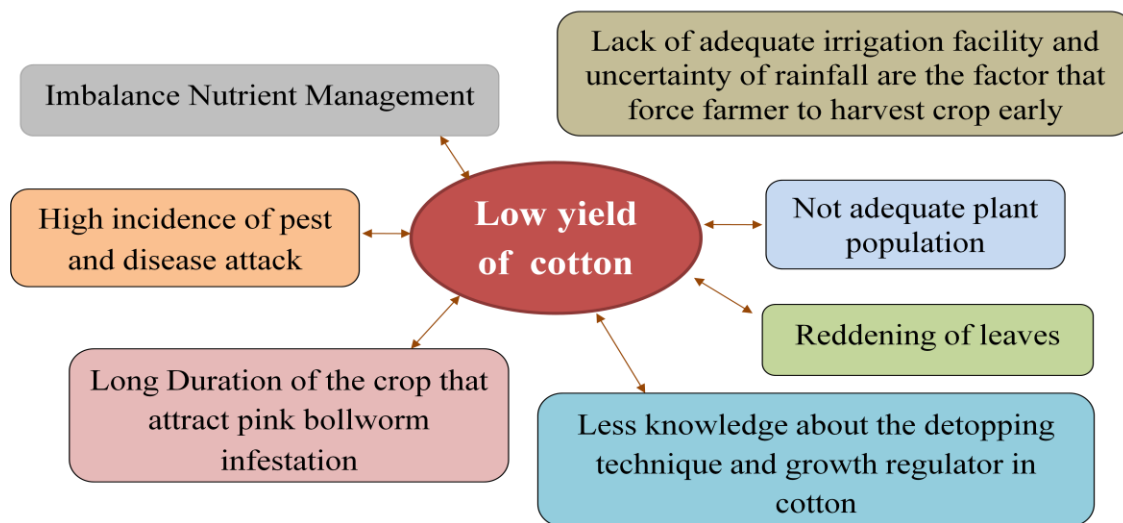 Lack of adequate irrigation facility and
uncertainty of rainfall are the factor that
force farmer to harvest crop early
Imbalance Nutrient Management
High incidence of pest
and disease attack
Low yield
of cotton
Not adequate plant
population
Reddening of leaves
Long Duration of the crop that
attract pink bollworm
infestation
Less knowledge about the detopping
technique and growth regulator in
cotton